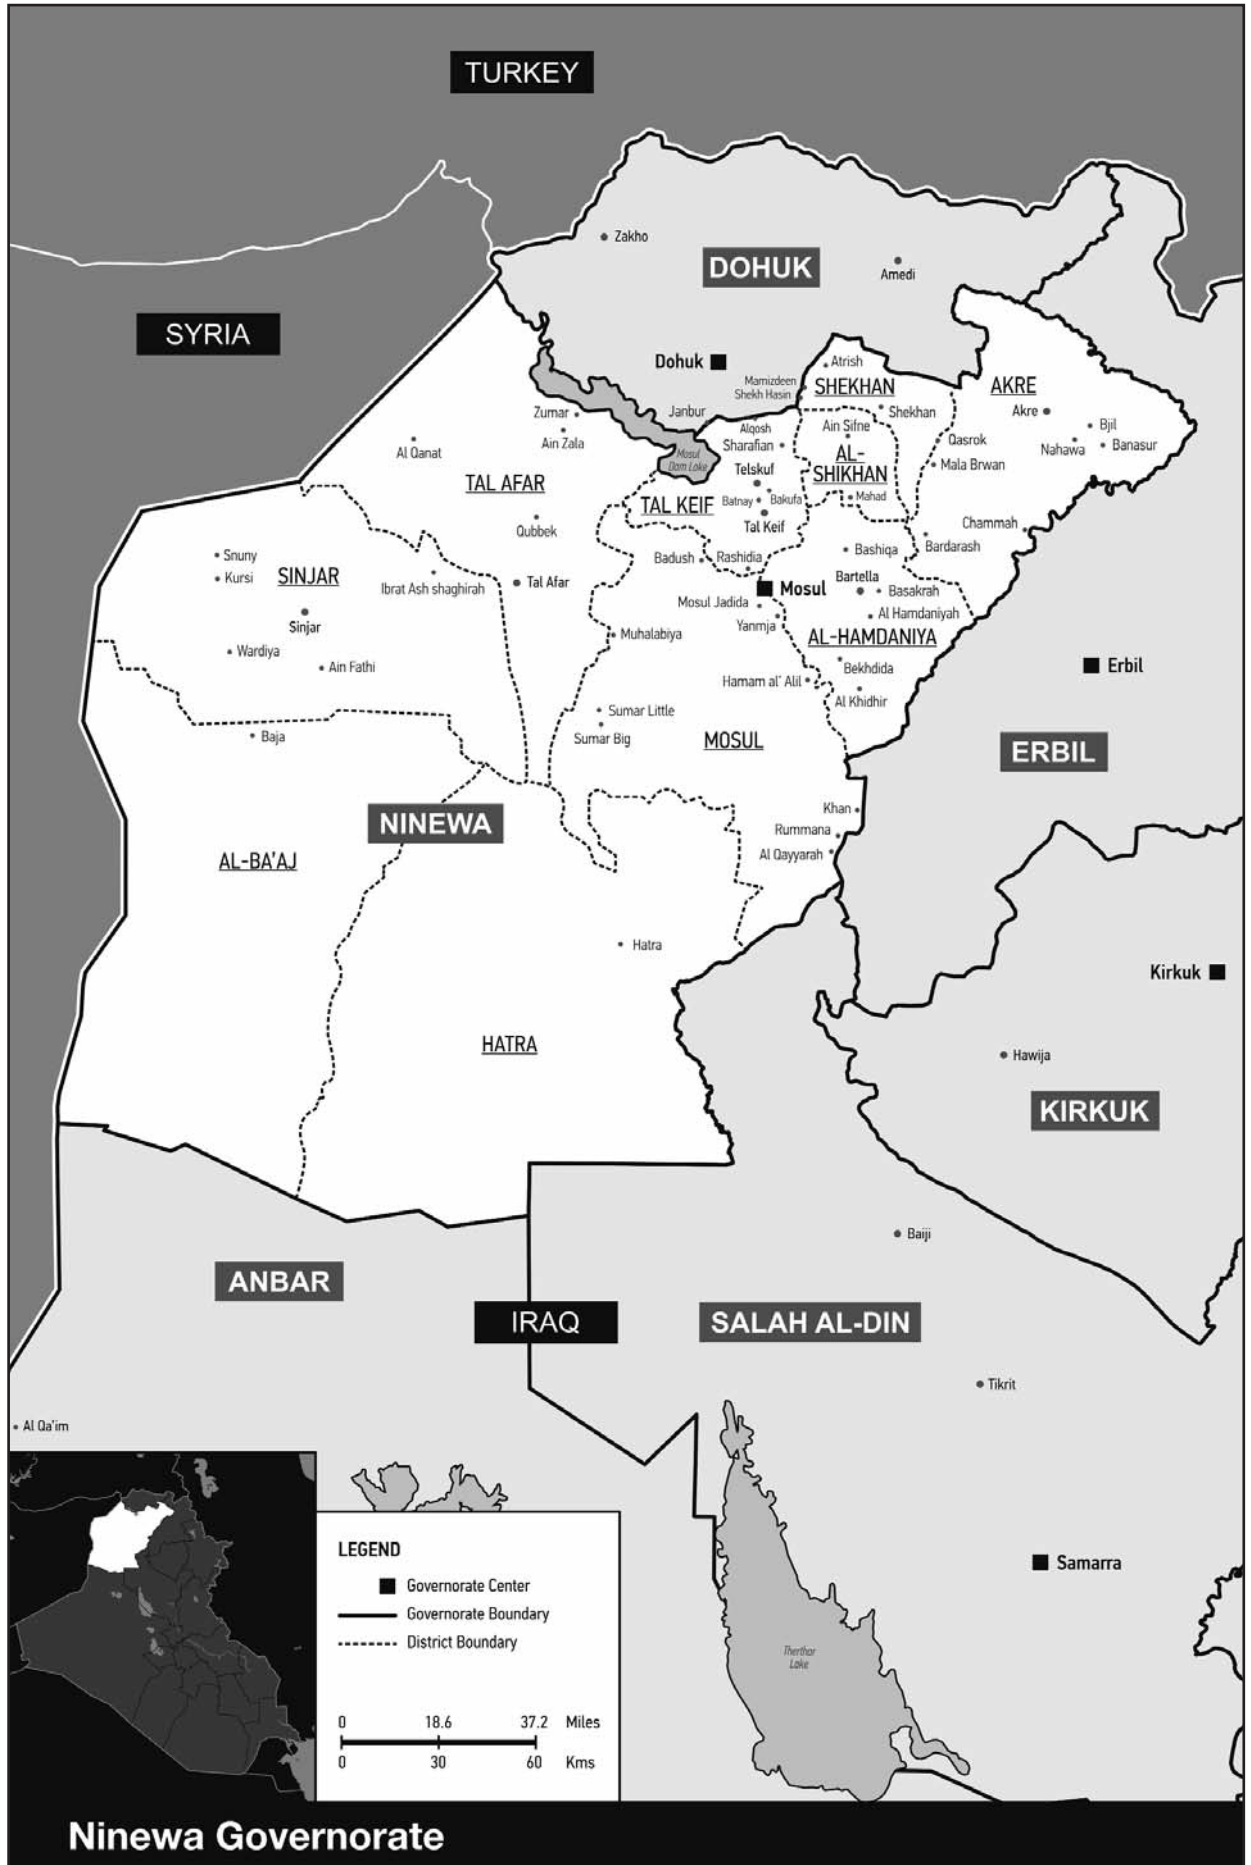 TURKEY
Zakho
DOHUK
Amedi
SYRIA
Dohuk
Atrish
Mamizdeen
Shekh Hasin
SHEKHAN
AKRE
Zumar
Janbur
Alqosh
Shekhan
Akre
Ain Zala
Sharafian
Ain Sifne
Bjil
Al Qanat
Mosul
Dam Lake
Qasrok
Nahawa
Banasur
AL-
SHIKHAN
Mala Brwan
Telskuf
TAL AFAR
TAL KEIF
Batnay
Bakufa
Mahad
Qubbek
Tal Keif
Chammah
Bardarash
Snuny
Badush
Rashidia
Bashiqa
Kursi
SINJAR
Ibrat Ash shaghirah
Tal Afar
Mosul
Bartella
Basakrah
Mosul Jadida
Al Hamdaniyah
Sinjar
Yanmja
Muhalabiya
AL-HAMDANIYA
Wardiya
Ain Fathi
Bekhdida
Erbil
Hamam al' Alil
Al Khidhir
Sumar Little
Sumar Big
MOSUL
Baja
ERBIL
NINEWA
Khan
Rummana
Al Qayyarah
AL-BA'AJ
Hatra
Kirkuk
HATRA
Hawija
KIRKUK
Baiji
ANBAR
IRAQ
SALAH AL-DIN
Tikrit
Al Qa'im
LEGEND
Governorate Center
Governorate Boundary
District Boundary
0 18.6 37.2 Miles
0 30 60 Kms
Samarra
Therthar
Lake
Ninewa Governorate